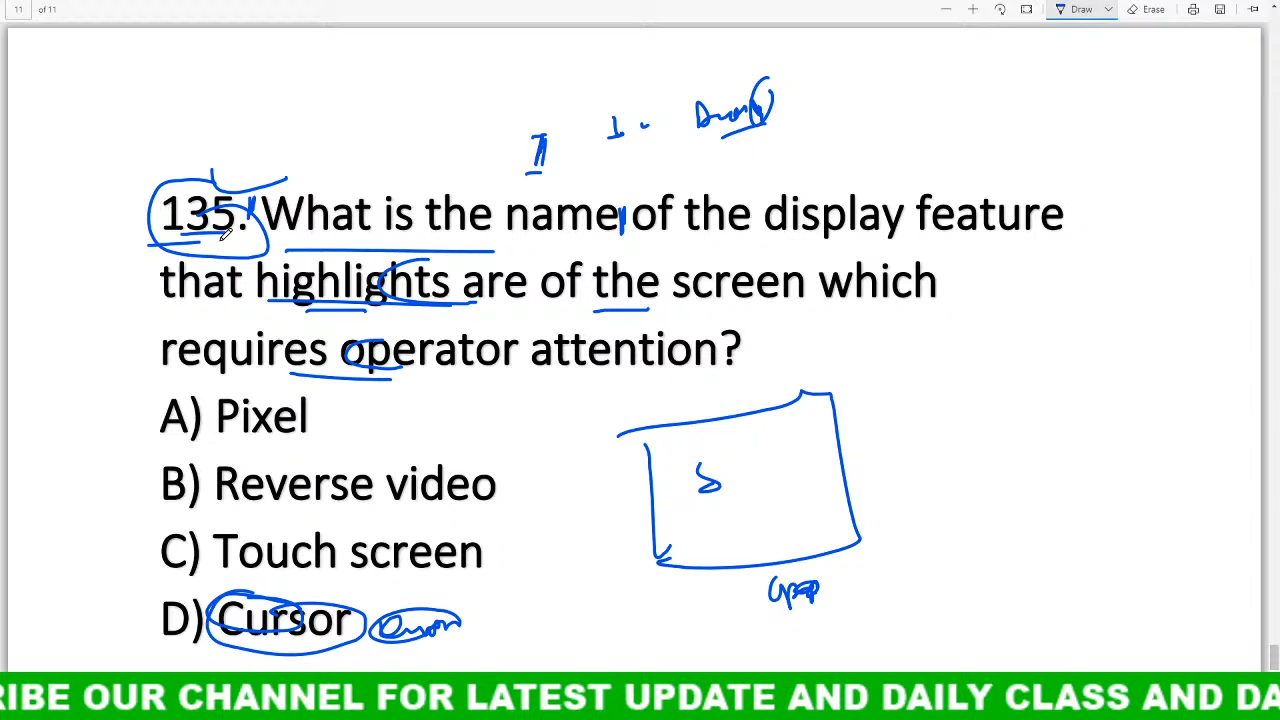 11 of 11
Draw
Erase
135. What is the name of the display feature
that highlights are of the screen which
requires operator attention?
A) Pixel
B) Reverse video
C) Touch screen
D) Cursor
RIBE OUR CHANNEL FOR LATEST UPDATE AND DAILY CLASS AND DA